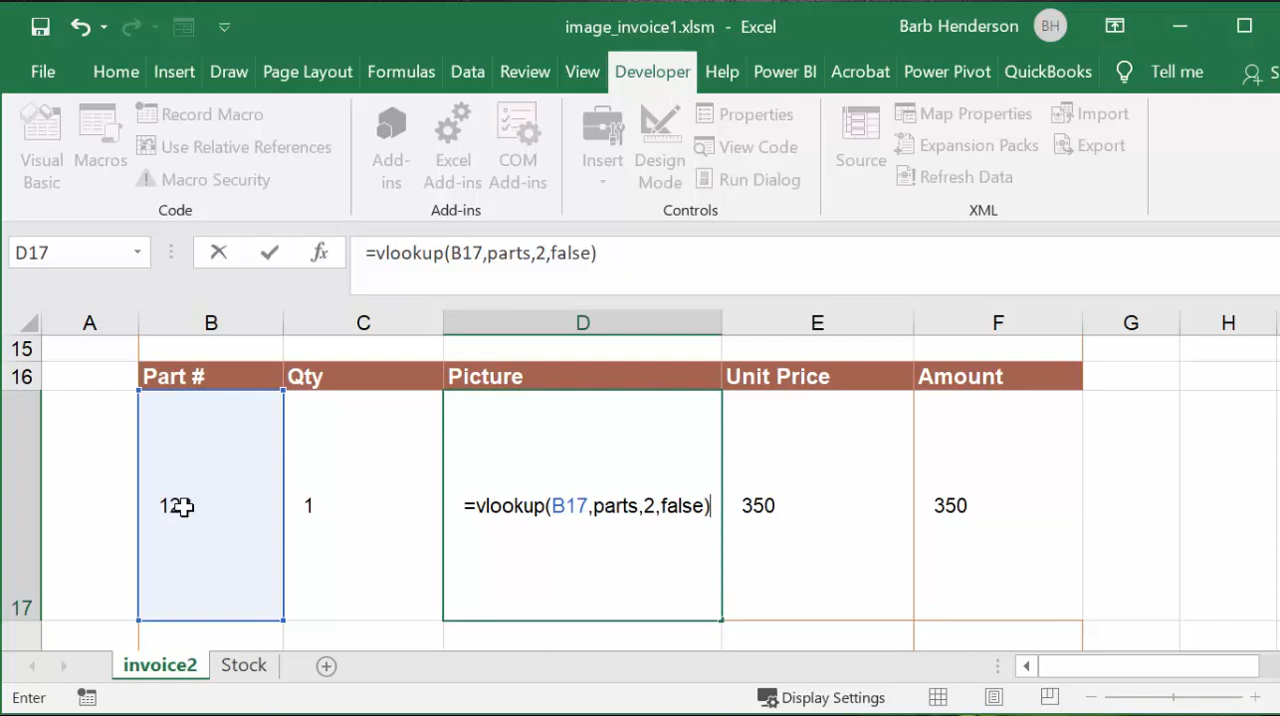 image_invoice1.xlsm - Excel
Barb Henderson
BH
File Home Insert Draw Page Layout Formulas Data Review View Developer Help Power BI Acrobat Power Pivot QuickBooks Tell me S
Visual Basic
Macros
Record Macro
Use Relative References
Macro Security
Code
Add-ins
Excel Add-ins
COM Add-ins
Add-ins
Insert
Design Mode
Properties
View Code
Run Dialog
Controls
Source
Map Properties
Expansion Packs
Refresh Data
Import
Export
XML
D17 fx =vlookup(B17,parts,2,false)
A B C D E F G H
15
16 Part # Qty Picture Unit Price Amount
17 1 =vlookup(B17,parts,2,false) 350 350
invoice2 Stock
Enter Display Settings